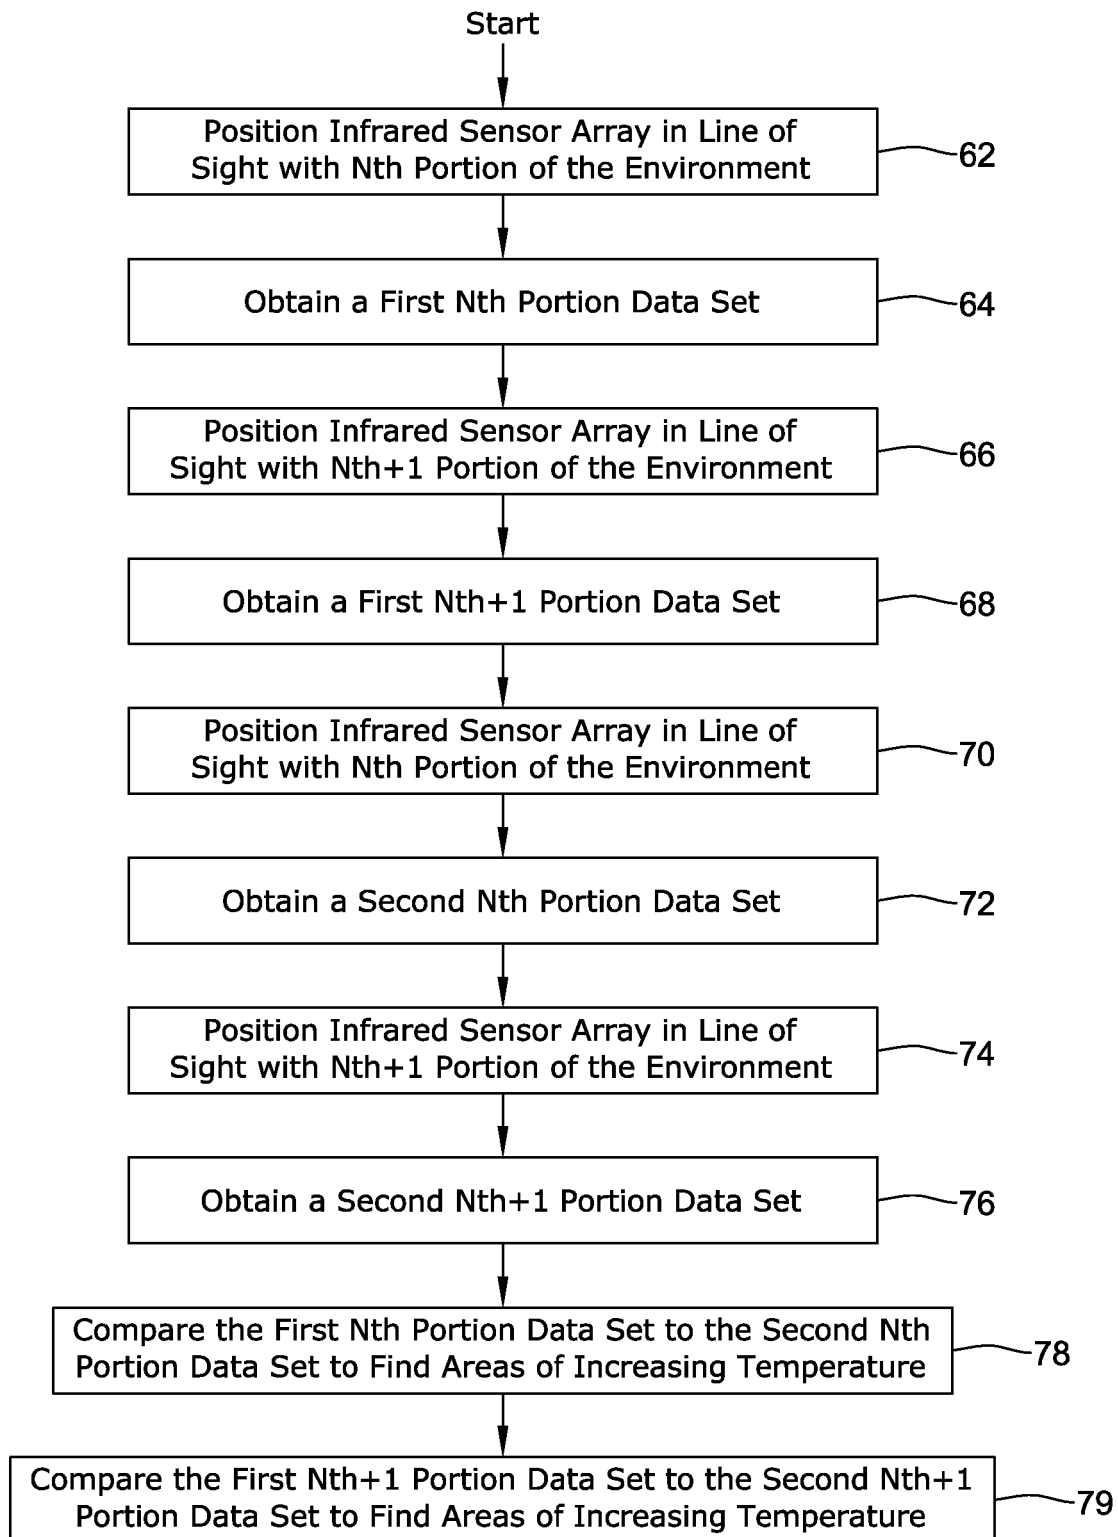 Start
Position Infrared Sensor Array in Line of
Sight with Nth Portion of the Environment
62
Obtain a First Nth Portion Data Set
64
Position Infrared Sensor Array in Line of
Sight with Nth+1 Portion of the Environment
66
Obtain a First Nth+1 Portion Data Set
68
Position Infrared Sensor Array in Line of
Sight with Nth Portion of the Environment
70
Obtain a Second Nth Portion Data Set
72
Position Infrared Sensor Array in Line of
Sight with Nth+1 Portion of the Environment
74
Obtain a Second Nth+1 Portion Data Set
76
Compare the First Nth Portion Data Set to the Second Nth
Portion Data Set to Find Areas of Increasing Temperature
78
Compare the First Nth+1 Portion Data Set to the Second Nth+1
Portion Data Set to Find Areas of Increasing Temperature
79